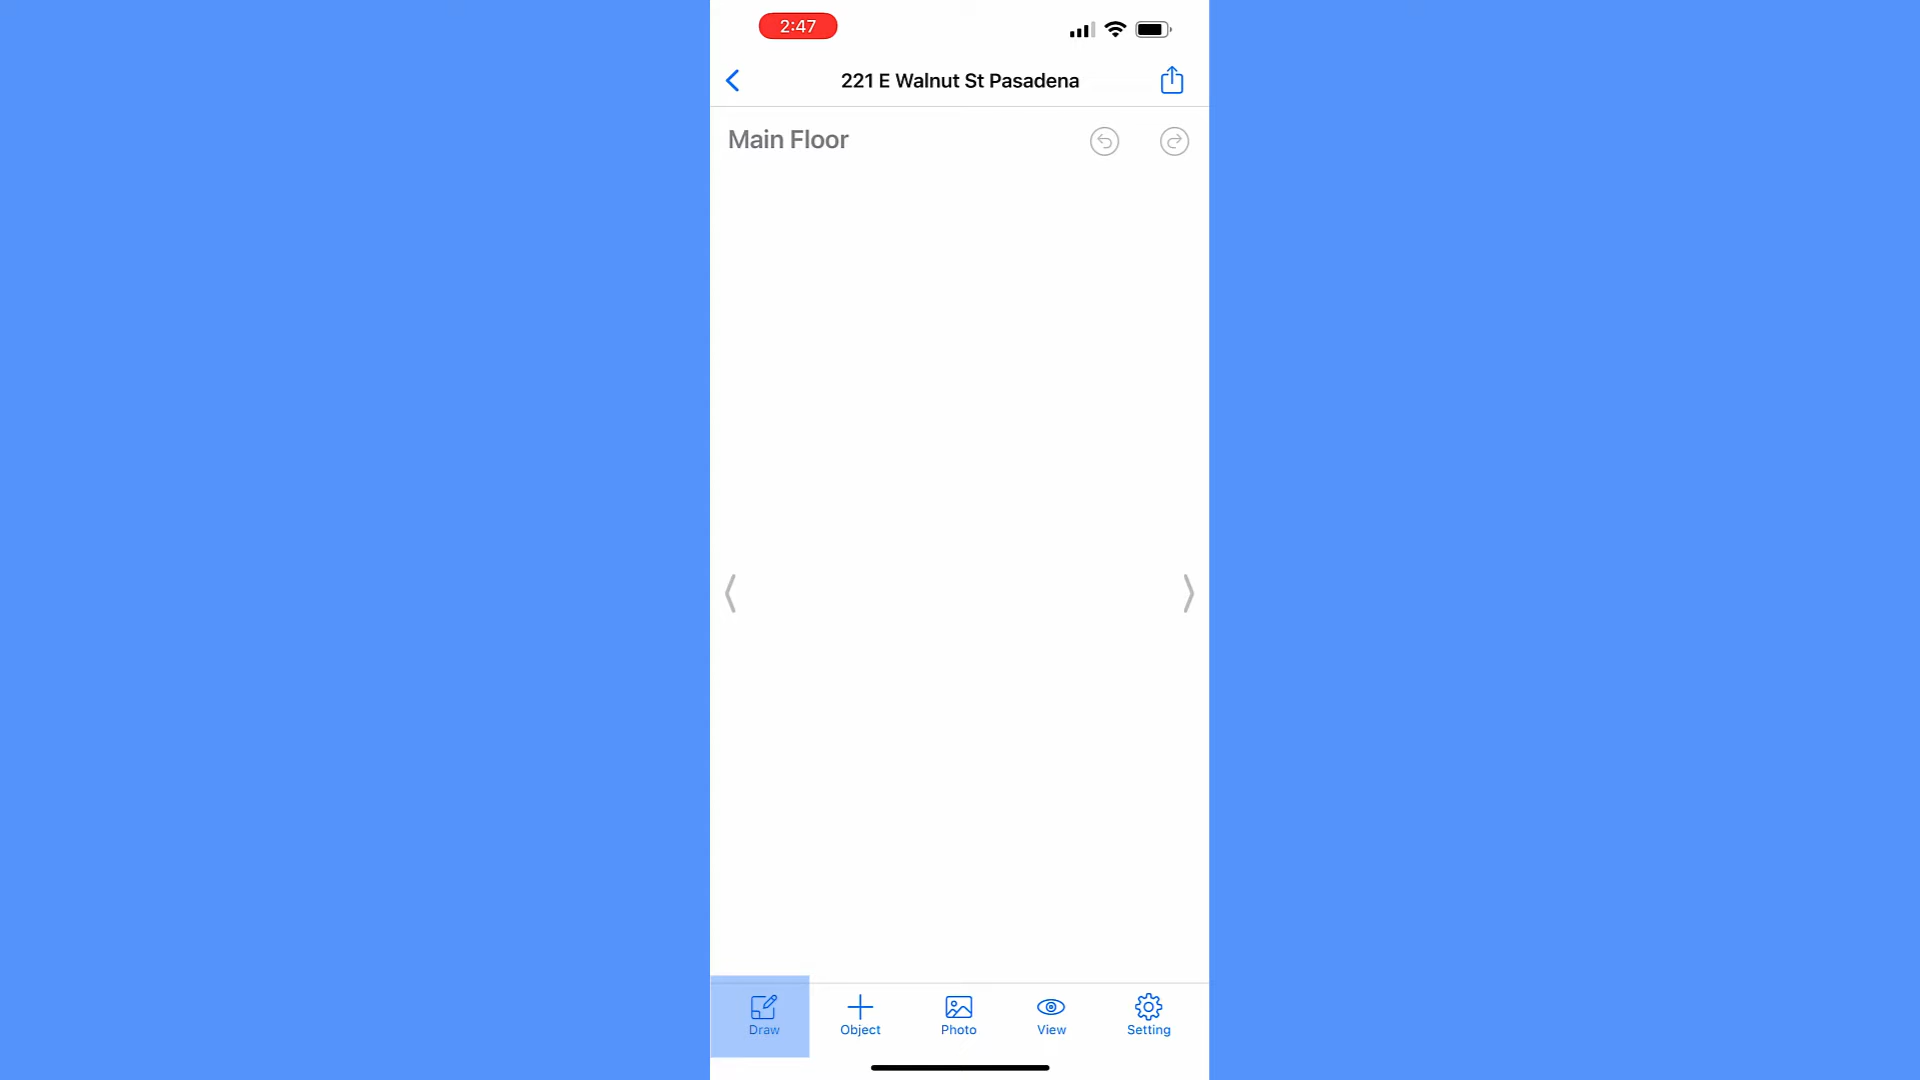 2:47
221 E Walnut St Pasadena
Main Floor
Draw Object Photo View Setting